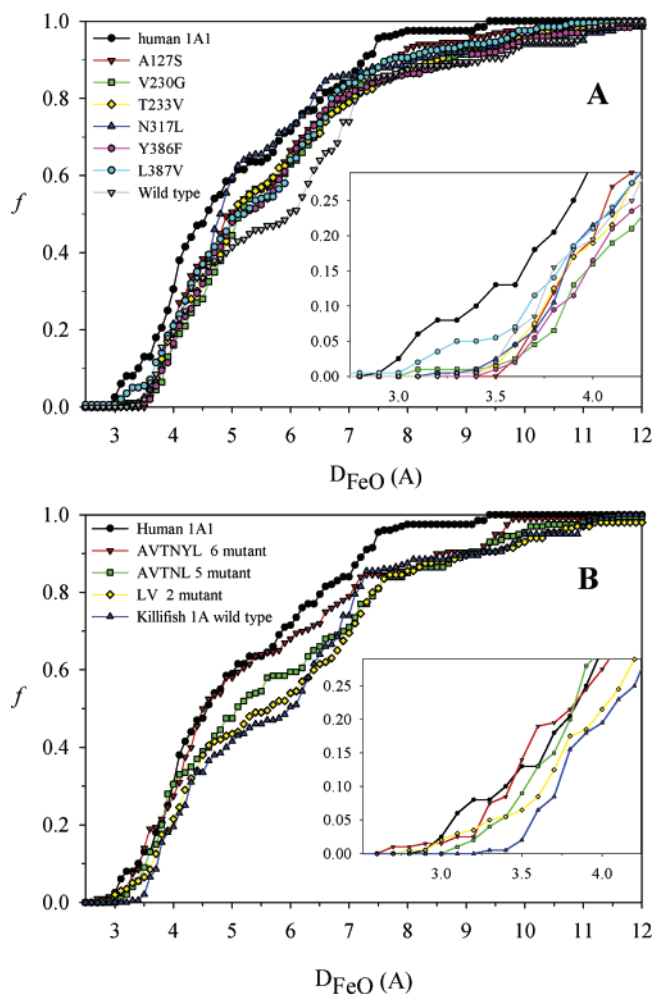 1.0
0.8
0.6
0.4
0.2
0.0
f
human 1A1
A127S
V230G
T233V
N317L
Y386F
L387V
Wild type
A
0.25
0.20
0.15
0.10
0.05
0.00
3.0 3.5 4.0
3 4 5 6 7 8 9 10 11 12
DFeO (A)
1.0
0.8
0.6
0.4
0.2
0.0
f
Human 1A1
AVTNYL 6 mutant
AVTNL 5 mutant
LV 2 mutant
Killifish 1A wild type
B
0.25
0.20
0.15
0.10
0.05
0.00
3.0 3.5 4.0
3 4 5 6 7 8 9 10 11 12
DFeO (A)